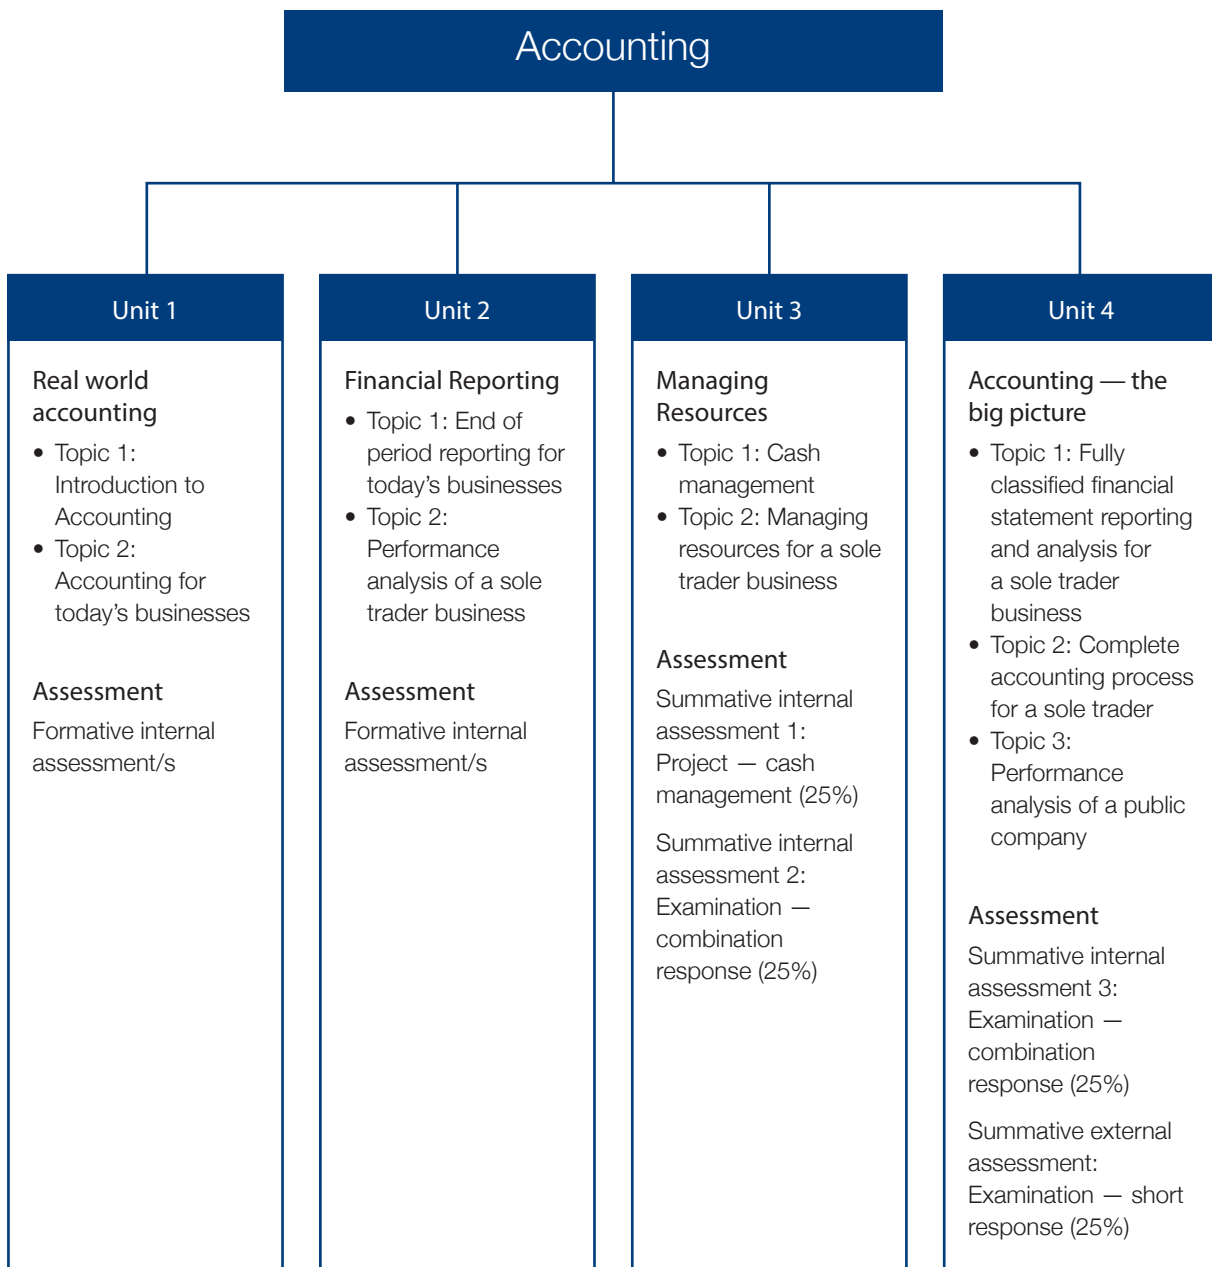 Accounting
Unit 1
Real world
accounting
• Topic 1:
Introduction to
Accounting
• Topic 2:
Accounting for
today's businesses
Assessment
Formative internal
assessment/s
Unit 2
Financial Reporting
• Topic 1: End of
period reporting for
today's businesses
• Topic 2:
Performance
analysis of a sole
trader business
Assessment
Formative internal
assessment/s
Unit 3
Managing
Resources
• Topic 1: Cash
management
• Topic 2: Managing
resources for a sole
trader business
Assessment
Summative internal
assessment 1:
Project — cash
management (25%)
Summative internal
assessment 2:
Examination —
combination
response (25%)
Unit 4
Accounting — the
big picture
• Topic 1: Fully
classified financial
statement reporting
and analysis for
a sole trader
business
• Topic 2: Complete
accounting process
for a sole trader
• Topic 3:
Performance
analysis of a public
company
Assessment
Summative internal
assessment 3:
Examination —
combination
response (25%)
Summative external
assessment:
Examination — short
response (25%)